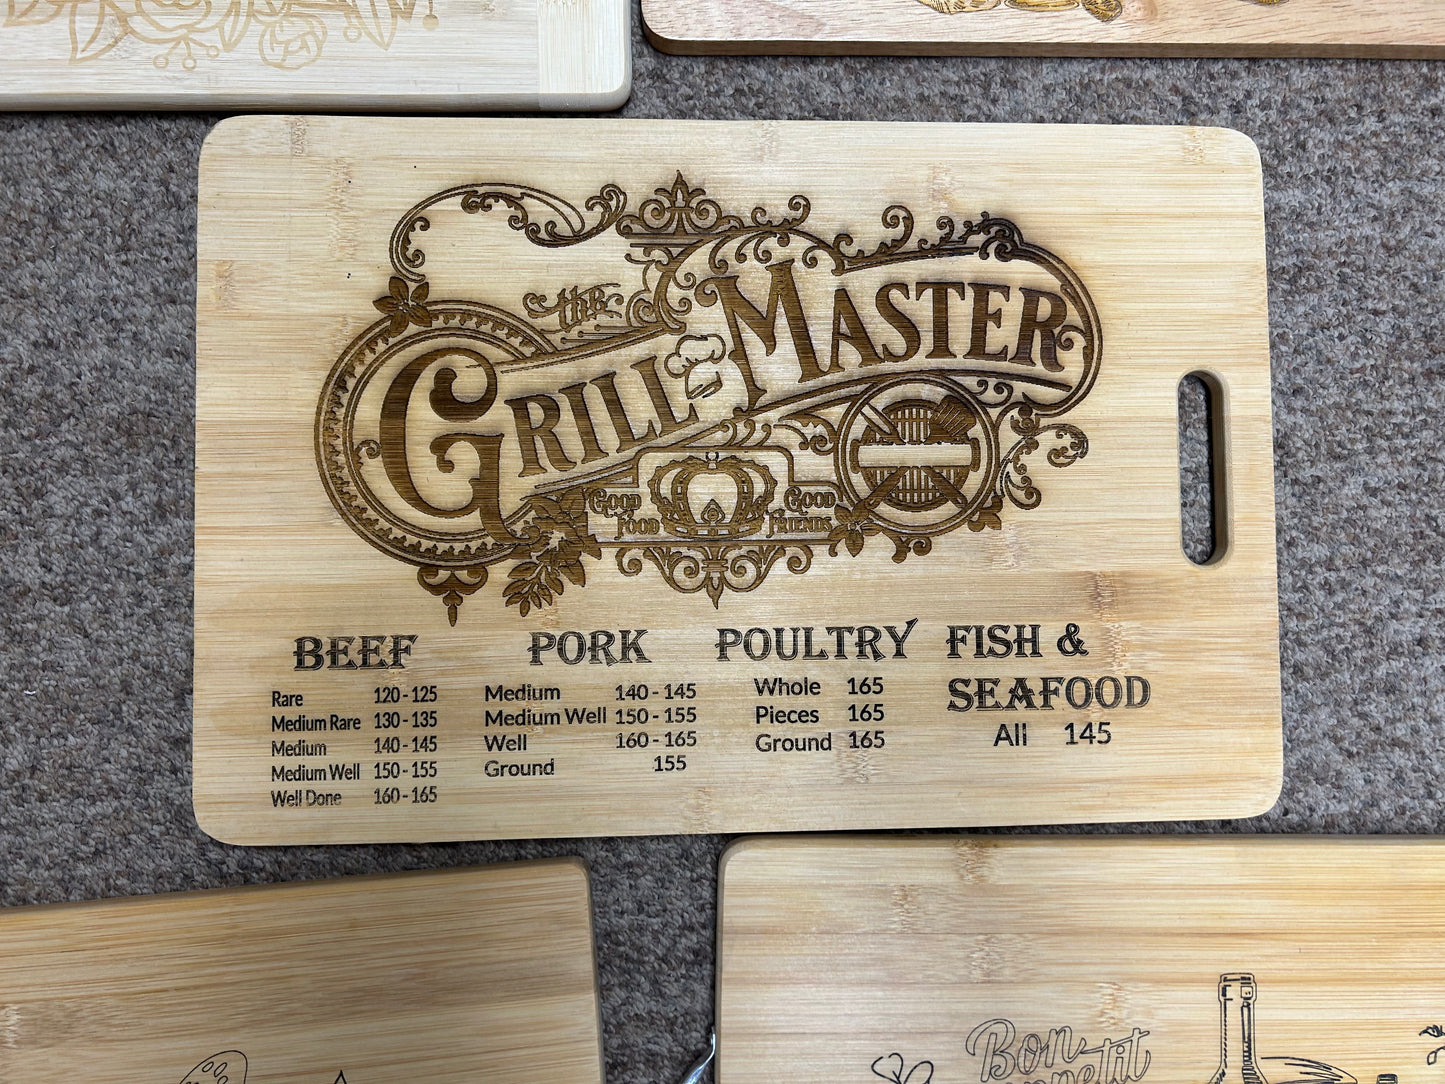 the
GRILL MASTER
GOOD FOOD
GOOD FRIENDS
BEEF
Rare 120 - 125
Medium Rare 130 - 135
Medium 140 - 145
Medium Well 150 - 155
Well Done 160 - 165
PORK
Medium 140 - 145
Medium Well 150 - 155
Well 160 - 165
Ground 155
POULTRY
Whole 165
Pieces 165
Ground 165
FISH &
SEAFOOD
All 145
Bon
Appetit